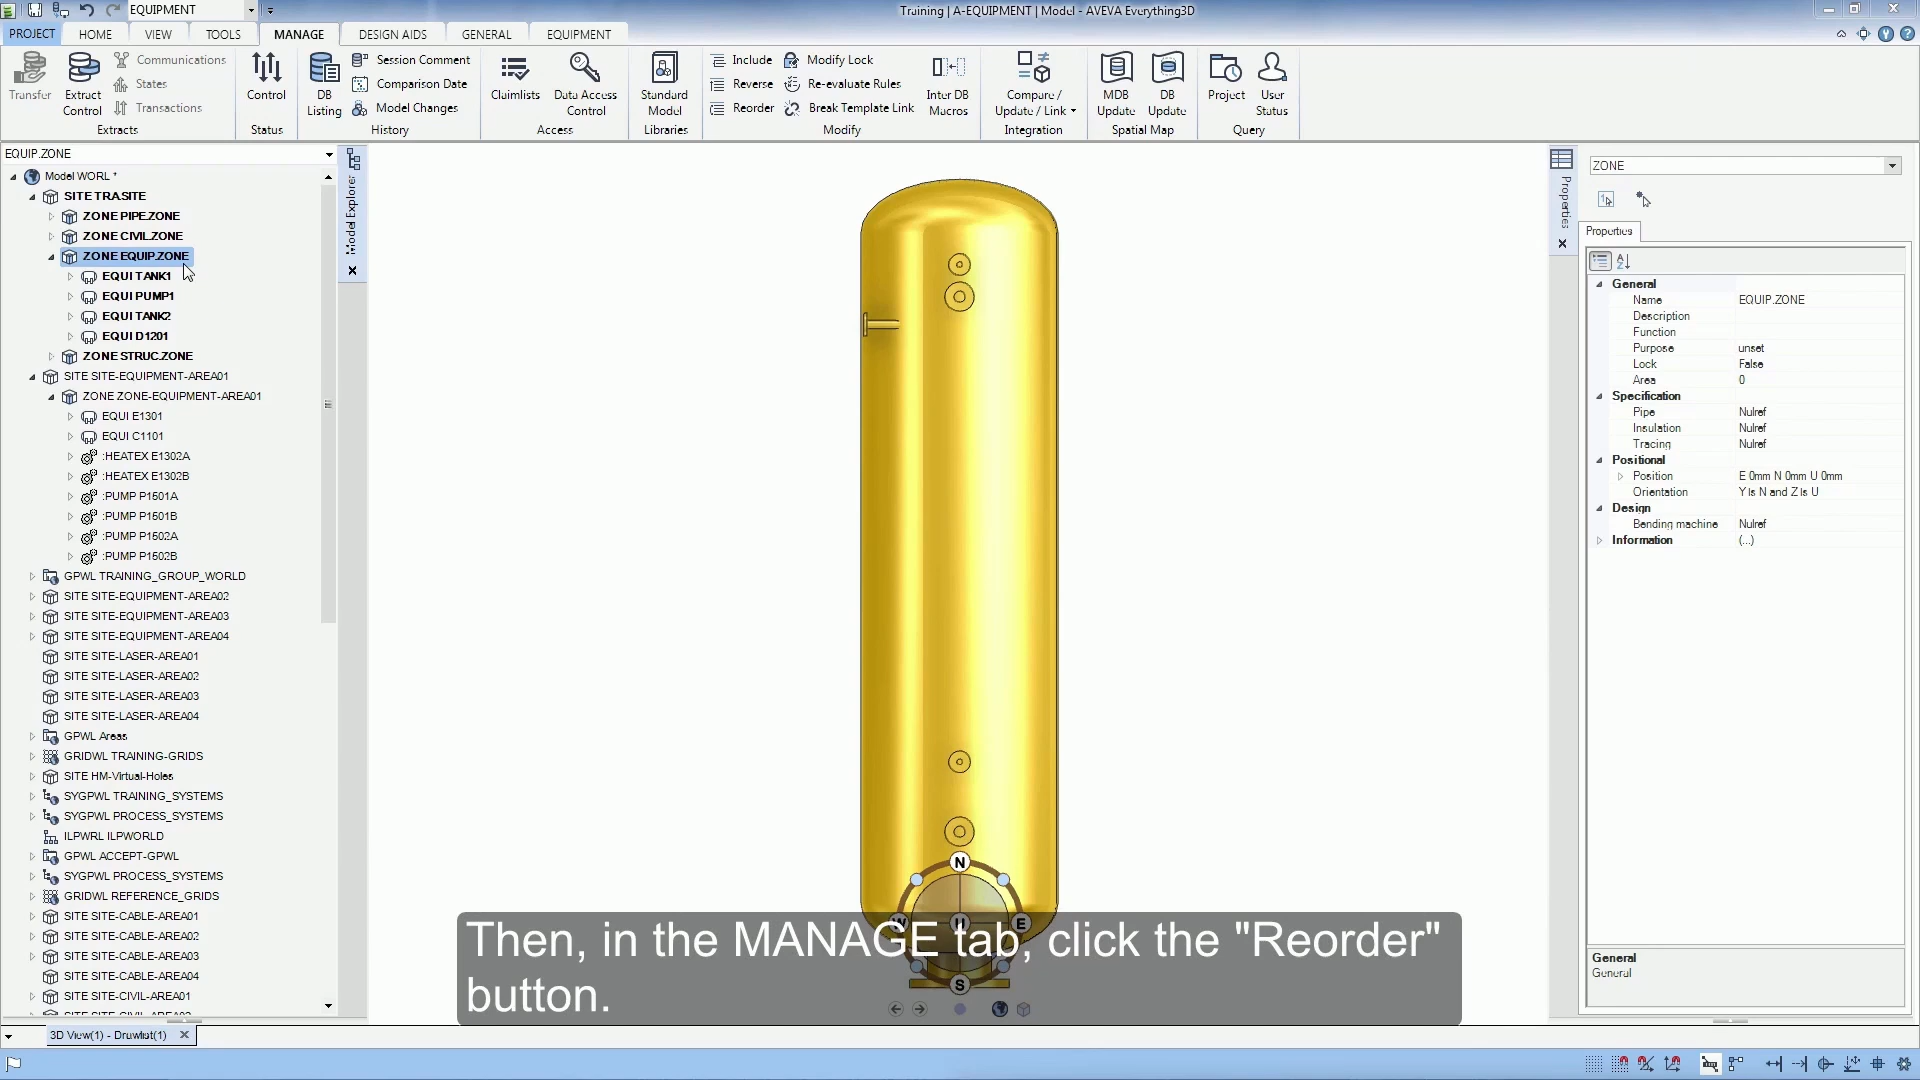 EQUIPMENT
Training | A-EQUIPMENT | Model - AVEVA Everything3D
PROJECT HOME VIEW TOOLS MANAGE DESIGN AIDS GENERAL EQUIPMENT
Transfer
Extract Control
Communications
States
Transactions
Extracts
Control
Status
DB Listing
Session Comment
Comparison Date
Model Changes
History
Claimlists
Data Access Control
Access
Standard Model
Libraries
Include
Reverse
Reorder
Modify Lock
Re-evaluate Rules
Break Template Link
Inter DB Macros
Modify
Compare / Update / Link
Integration
MDB Update
DB Update
Spatial Map
Project
User Status
Query
EQUIP.ZONE
Model WORL *
SITE TRA.SITE
ZONE PIPE.ZONE
ZONE CIVIL.ZONE
ZONE EQUIP.ZONE
EQUI TANK1
EQUI PUMP1
EQUI TANK2
EQUI D1201
ZONE STRUC.ZONE
SITE SITE-EQUIPMENT-AREA01
ZONE ZONE-EQUIPMENT-AREA01
EQUI E1301
EQUI C1101
:HEATEX E1302A
:HEATEX E1302B
:PUMP P1501A
:PUMP P1501B
:PUMP P1502A
:PUMP P1502B
GPWL TRAINING_GROUP_WORLD
SITE SITE-EQUIPMENT-AREA02
SITE SITE-EQUIPMENT-AREA03
SITE SITE-EQUIPMENT-AREA04
SITE SITE-LASER-AREA01
SITE SITE-LASER-AREA02
SITE SITE-LASER-AREA03
SITE SITE-LASER-AREA04
GPWL Areas
GRIDWL TRAINING-GRIDS
SITE HM-Virtual-Holes
SYGPWL TRAINING_SYSTEMS
SYGPWL PROCESS_SYSTEMS
ILPWRL ILPWORLD
GPWL ACCEPT-GPWL
SYGPWL PROCESS_SYSTEMS
GRIDWL REFERENCE_GRIDS
SITE SITE-CABLE-AREA01
SITE SITE-CABLE-AREA02
SITE SITE-CABLE-AREA03
SITE SITE-CABLE-AREA04
SITE SITE-CIVIL-AREA01
Model Explorer
N
W U E
S
Then, in the MANAGE tab, click the "Reorder"
button.
Properties
ZONE
Properties
General
Name EQUIP.ZONE
Description
Function
Purpose unset
Lock False
Area 0
Specification
Pipe Nulref
Insulation Nulref
Tracing Nulref
Positional
Position E 0mm N 0mm U 0mm
Orientation Y is N and Z is U
Design
Bending machine Nulref
Information (...)
General
General
3D View(1) - Drawlist(1)